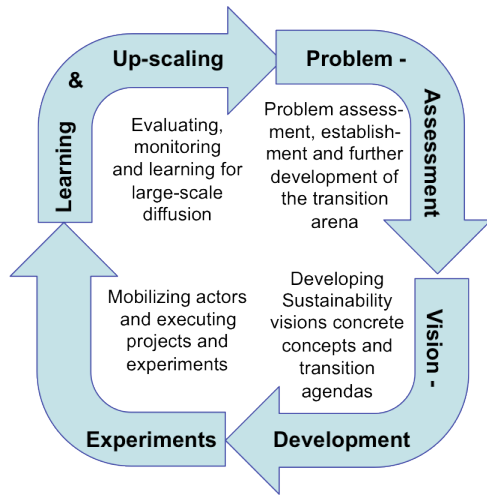 Learning
&
Up-scaling
Problem -
Assessment
Evaluating,
monitoring
and learning for
large-scale
diffusion
Problem assess-
ment, establish-
ment and further
development of
the transition
arena
Mobilizing actors
and executing
projects and
experiments
Developing
Sustainability
visions concrete
concepts and
transition
agendas
Vision -
Development
Experiments